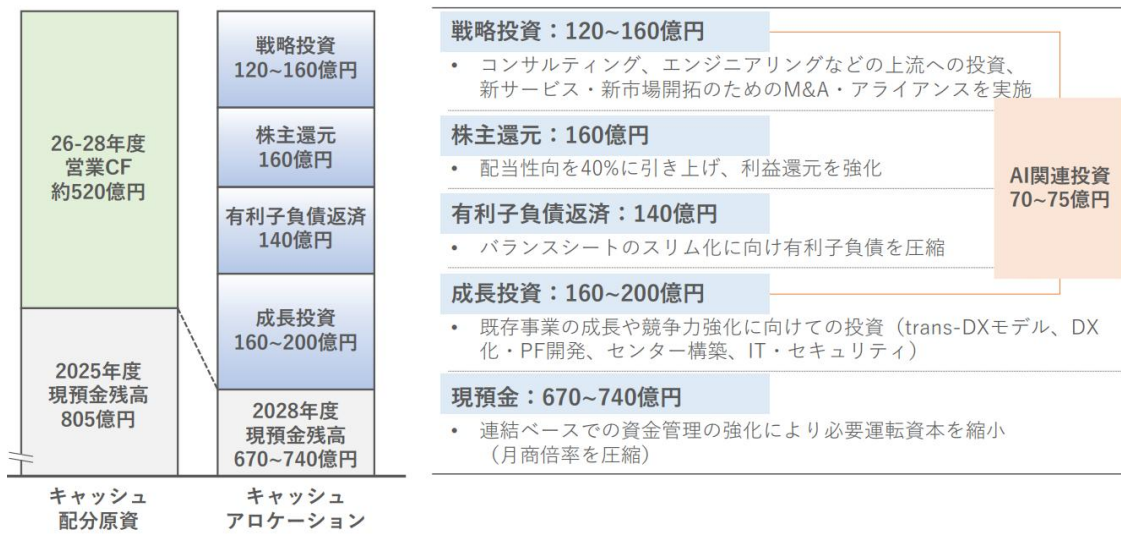 26-28年度
営業CF
約520億円
2025年度
現預金残高
805億円
キャッシュ
配分原資
戦略投資
120~160億円
株主還元
160億円
有利子負債返済
140億円
成長投資
160~200億円
2028年度
現預金残高
670~740億円
キャッシュ
アロケーション
戦略投資：120~160億円
• コンサルティング、エンジニアリングなどの上流への投資、
新サービス・新市場開拓のためのM&A・アライアンスを実施
株主還元：160億円
• 配当性向を40%に引き上げ、利益還元を強化
有利子負債返済：140億円
• バランスシートのスリム化に向け有利子負債を圧縮
成長投資：160~200億円
• 既存事業の成長や競争力強化に向けての投資（trans-DXモデル、DX
化・PF開発、センター構築、IT・セキュリティ）
現預金：670~740億円
• 連結ベースでの資金管理の強化により必要運転資本を縮小
（月商倍率を圧縮）
AI関連投資
70~75億円